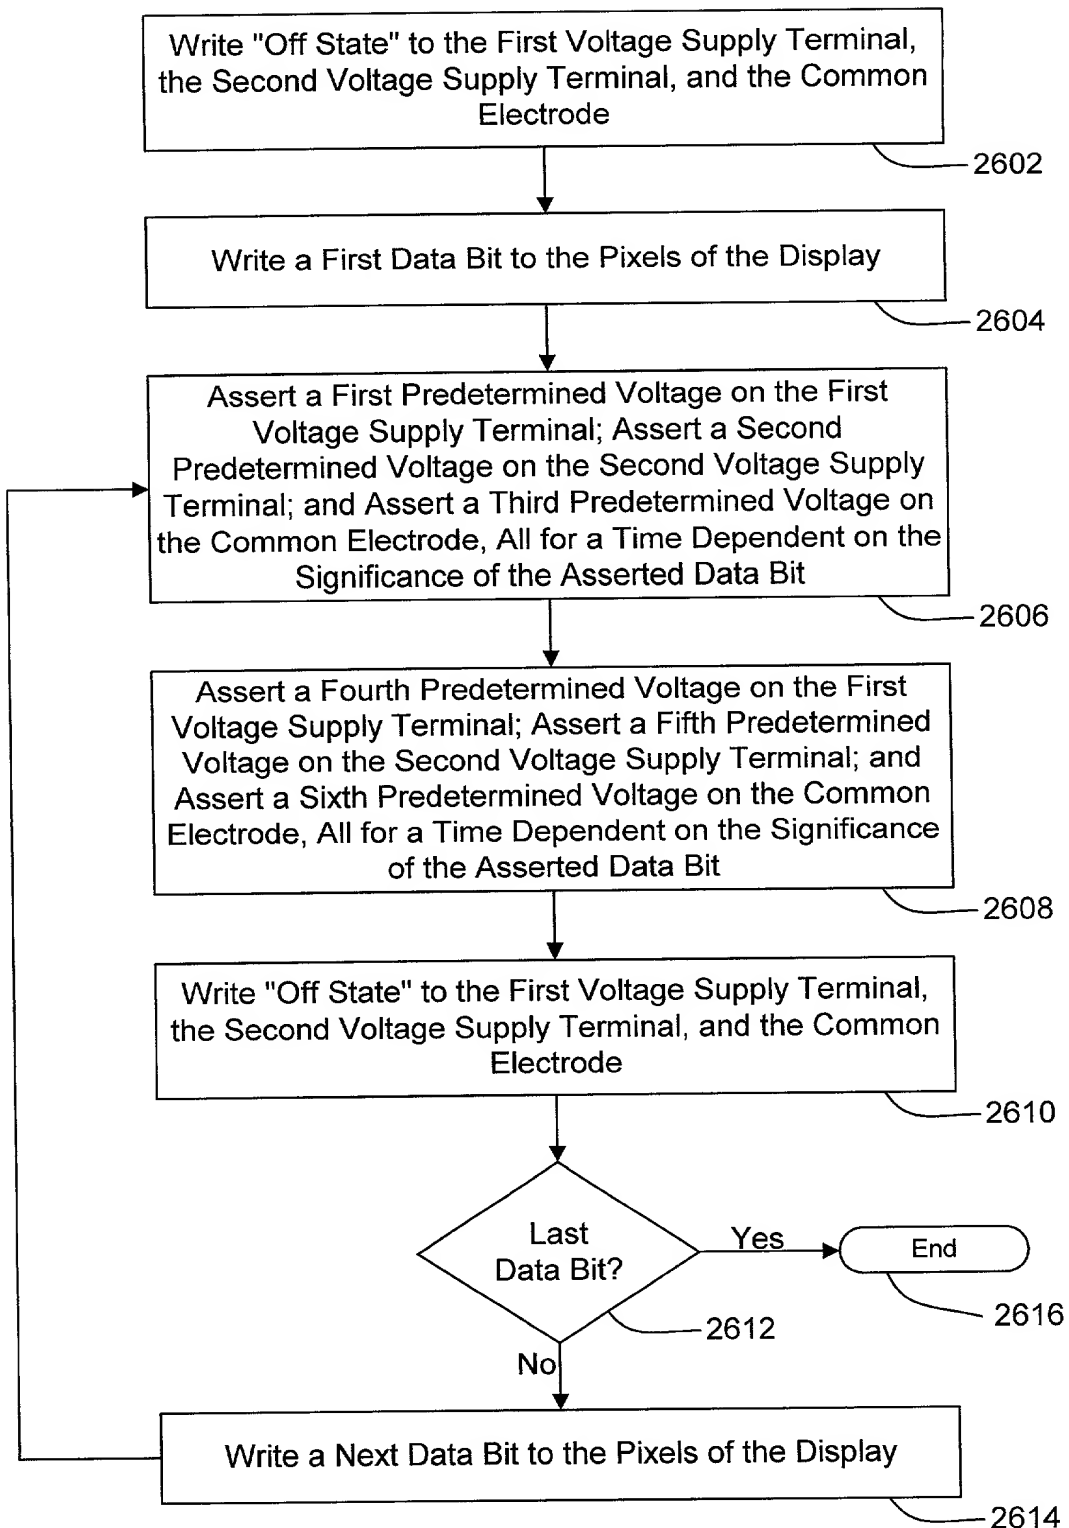 Write "Off State" to the First Voltage Supply Terminal,
the Second Voltage Supply Terminal, and the Common
Electrode
2602
Write a First Data Bit to the Pixels of the Display
2604
Assert a First Predetermined Voltage on the First
Voltage Supply Terminal; Assert a Second
Predetermined Voltage on the Second Voltage Supply
Terminal; and Assert a Third Predetermined Voltage on
the Common Electrode, All for a Time Dependent on the
Significance of the Asserted Data Bit
2606
Assert a Fourth Predetermined Voltage on the First
Voltage Supply Terminal; Assert a Fifth Predetermined
Voltage on the Second Voltage Supply Terminal; and
Assert a Sixth Predetermined Voltage on the Common
Electrode, All for a Time Dependent on the Significance
of the Asserted Data Bit
2608
Write "Off State" to the First Voltage Supply Terminal,
the Second Voltage Supply Terminal, and the Common
Electrode
2610
Last
Data Bit?
Yes
End
2616
2612
No
Write a Next Data Bit to the Pixels of the Display
2614